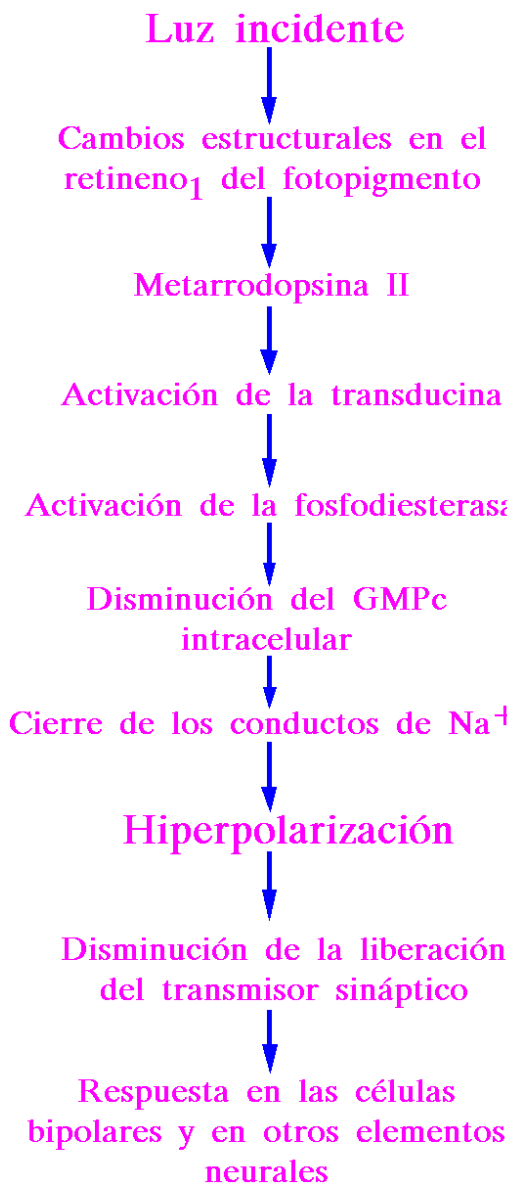 Luz incidente
Cambios estructurales en el
retineno₁ del fotopigmento
Metarrodopsina II
Activación de la transducina
Activación de la fosfodiesterasa
Disminución del GMPc
intracelular
Cierre de los conductos de Na⁺
Hiperpolarización
Disminución de la liberación
del transmisor sináptico
Respuesta en las células
bipolares y en otros elementos
neurales